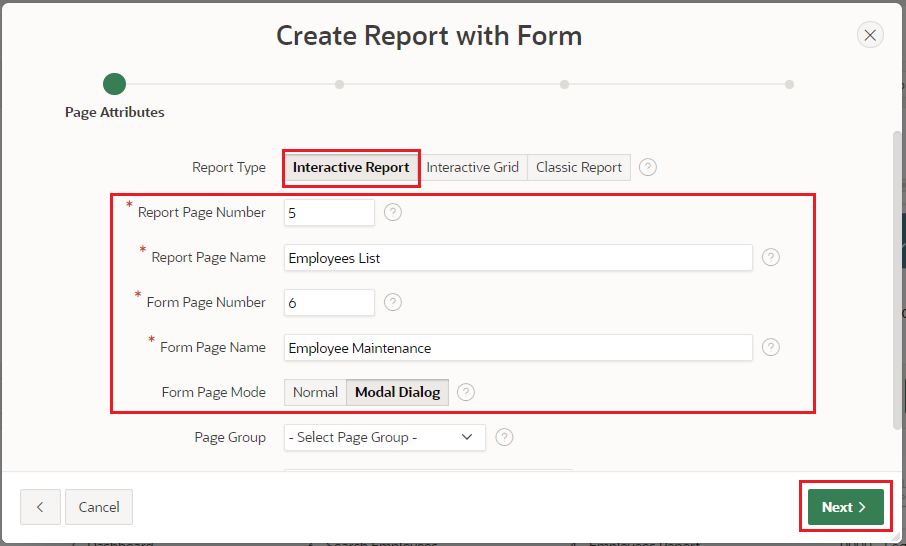 Create Report with Form
Page Attributes
Report Type Interactive Report Interactive Grid Classic Report ?
* Report Page Number 5 ?
* Report Page Name Employees List ?
* Form Page Number 6 ?
* Form Page Name Employee Maintenance ?
Form Page Mode Normal Modal Dialog ?
Page Group - Select Page Group - ?
Cancel Next